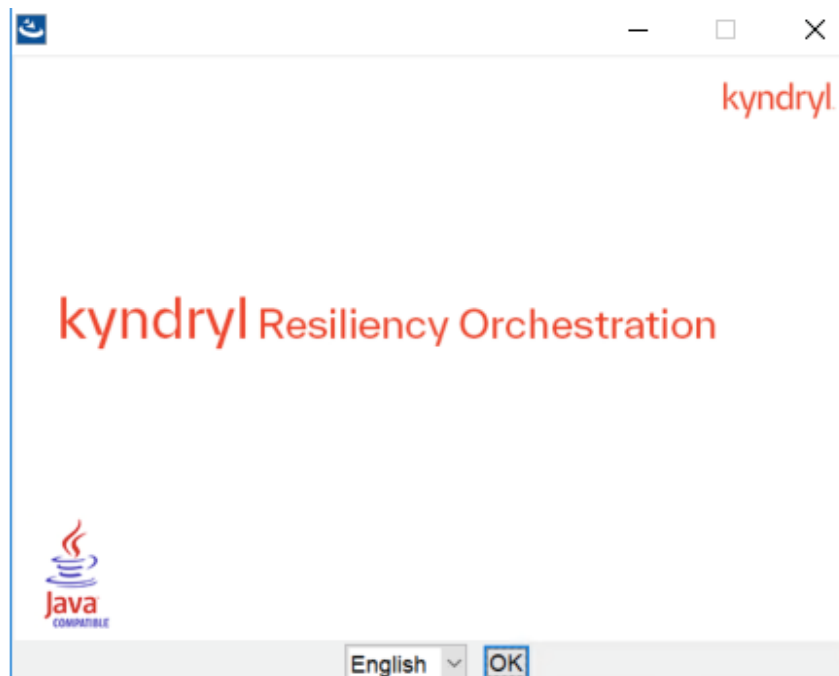 kyndryl
kyndryl Resiliency Orchestration
Java
COMPATIBLE
English OK